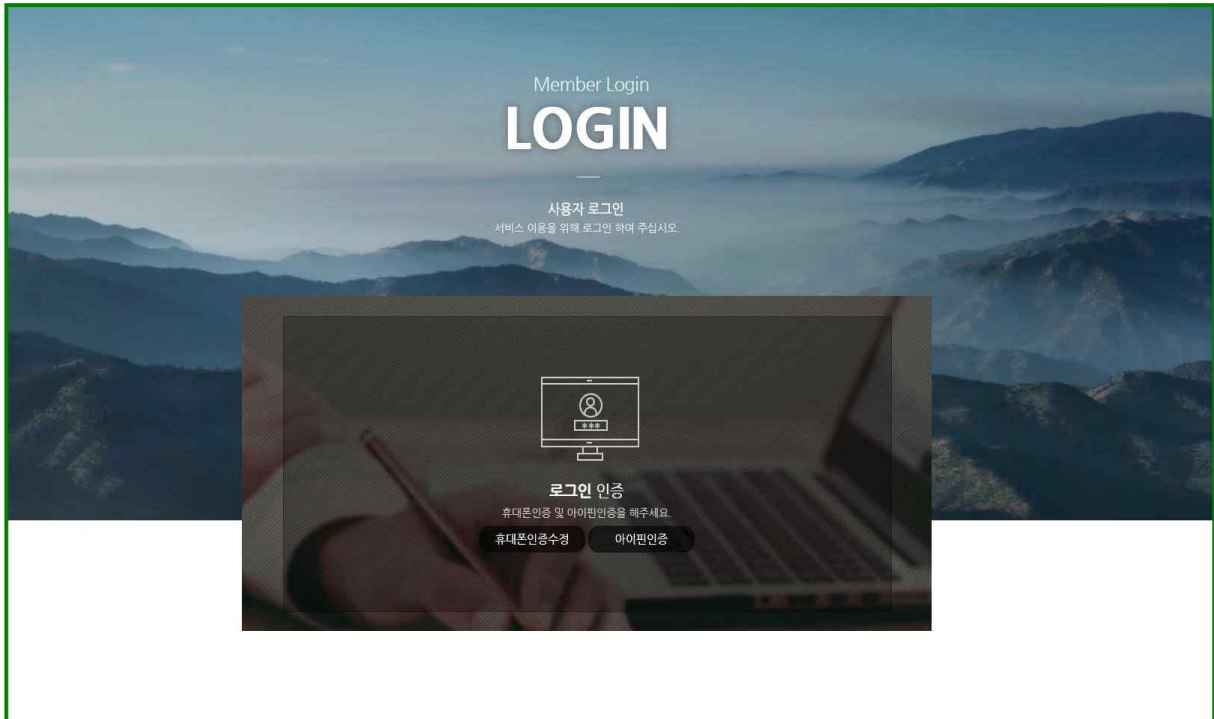 Member Login
LOGIN
사용자 로그인
서비스 이용을 위해 로그인 하여 주십시오.
***
로그인 인증
휴대폰인증 및 아이핀인증을 해주세요.
휴대폰인증수정 아이핀인증